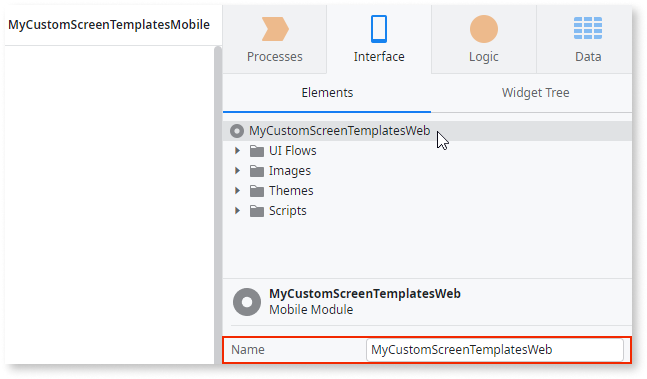 MyCustomScreenTemplatesMobile
Processes
Interface
Logic
Data
Elements
Widget Tree
MyCustomScreenTemplatesWeb
UI Flows
Images
Themes
Scripts
MyCustomScreenTemplatesWeb
Mobile Module
Name
MyCustomScreenTemplatesWeb